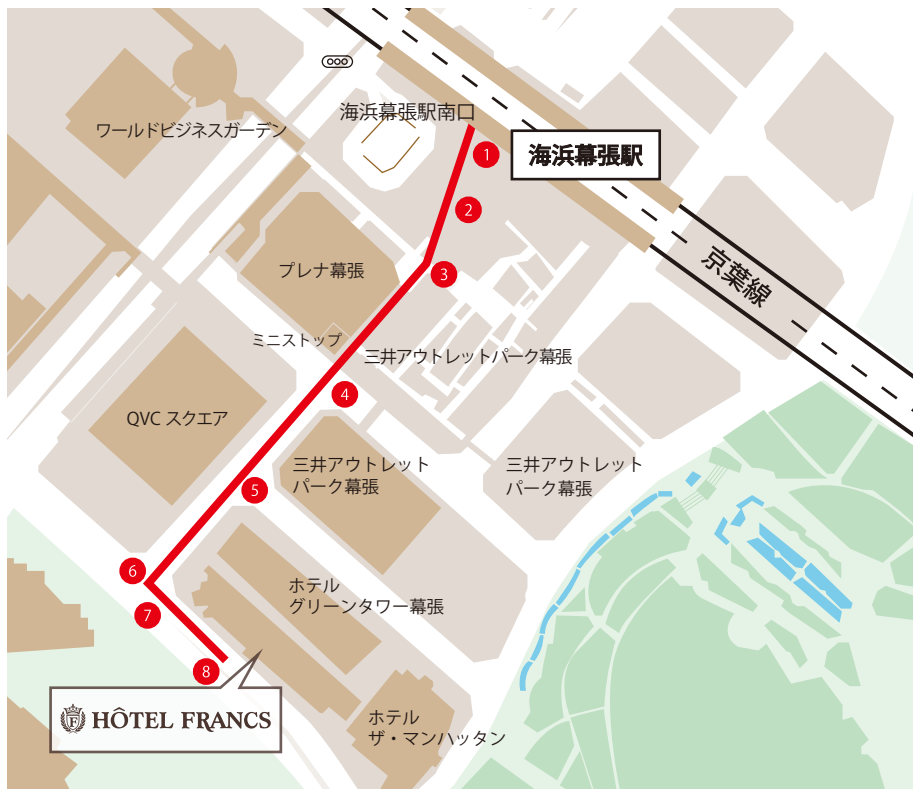 海浜幕張駅南口
ワールドビジネスガーデン
1
海浜幕張駅
2
プレナ幕張
3
京葉線
ミニストップ
三井アウトレットパーク幕張
4
QVC スクエア
三井アウトレット
パーク幕張
三井アウトレット
パーク幕張
5
6
ホテル
グリーンタワー幕張
7
8
F
HÔTEL FRANCS
ホテル
ザ・マンハッタン